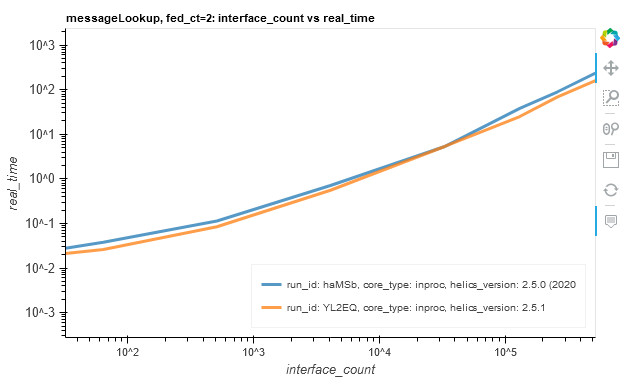 messageLookup, fed_ct=2: interface_count vs real_time
10^3
10^2
10^1
10^0
10^-1
10^-2
10^-3
real_time
run_id: haMSb, core_type: inproc, helics_version: 2.5.0 (2020
run_id: YL2EQ, core_type: inproc, helics_version: 2.5.1
10^2
10^3
10^4
10^5
interface_count